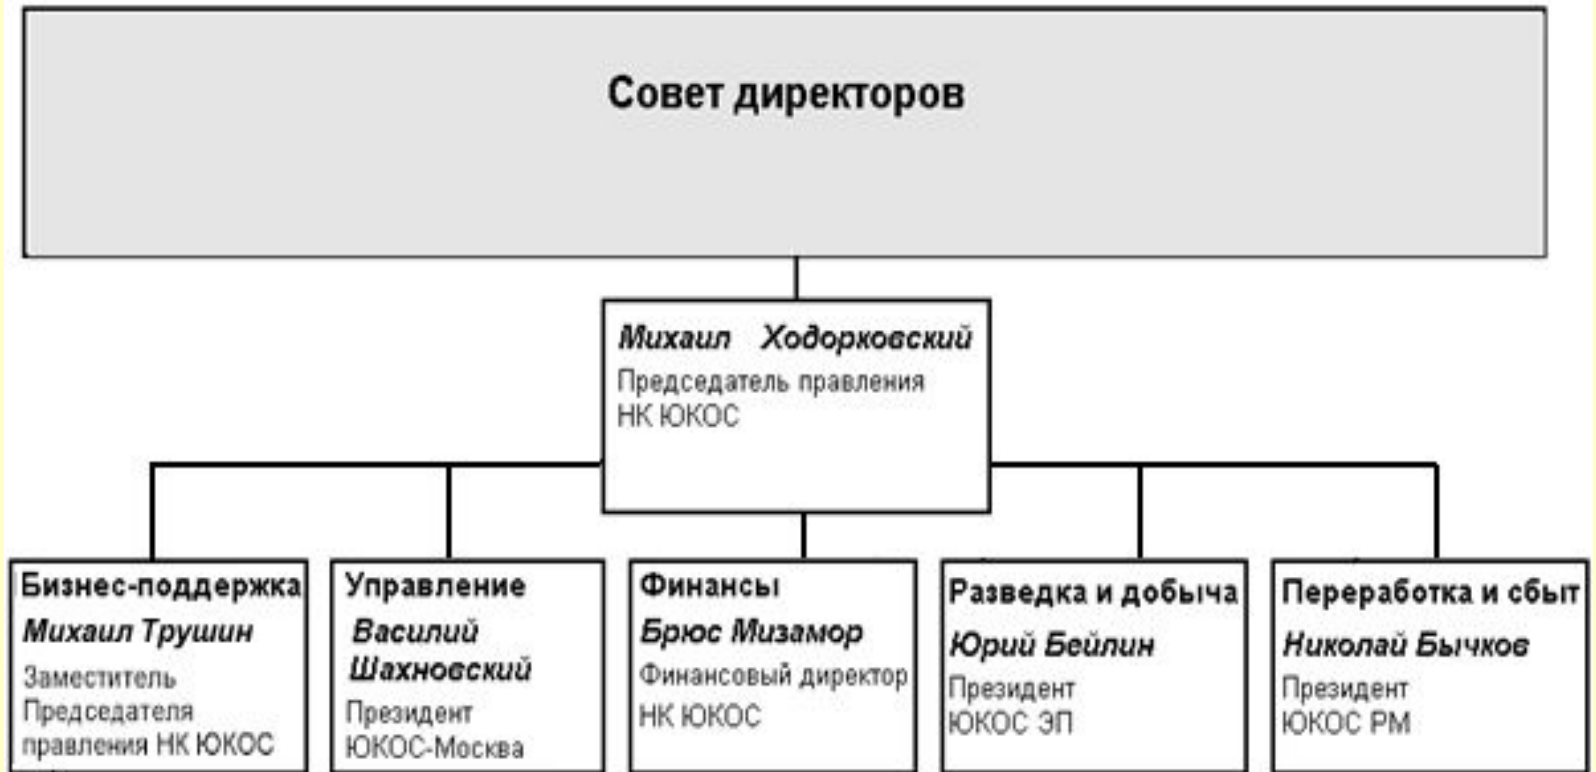 Совет директоров
Михаил Ходорковский
Председатель правления
НК ЮКОС
Бизнес-поддержка
Михаил Трушин
Заместитель
Председателя
правления НК ЮКОС
Управление
Василий
Шахновский
Президент
ЮКОС-Москва
Финансы
Брюс Мизамор
Финансовый директор
НК ЮКОС
Разведка и добыча
Юрий Бейлин
Президент
ЮКОС ЭП
Переработка и сбыт
Николай Бычков
Президент
ЮКОС РМ